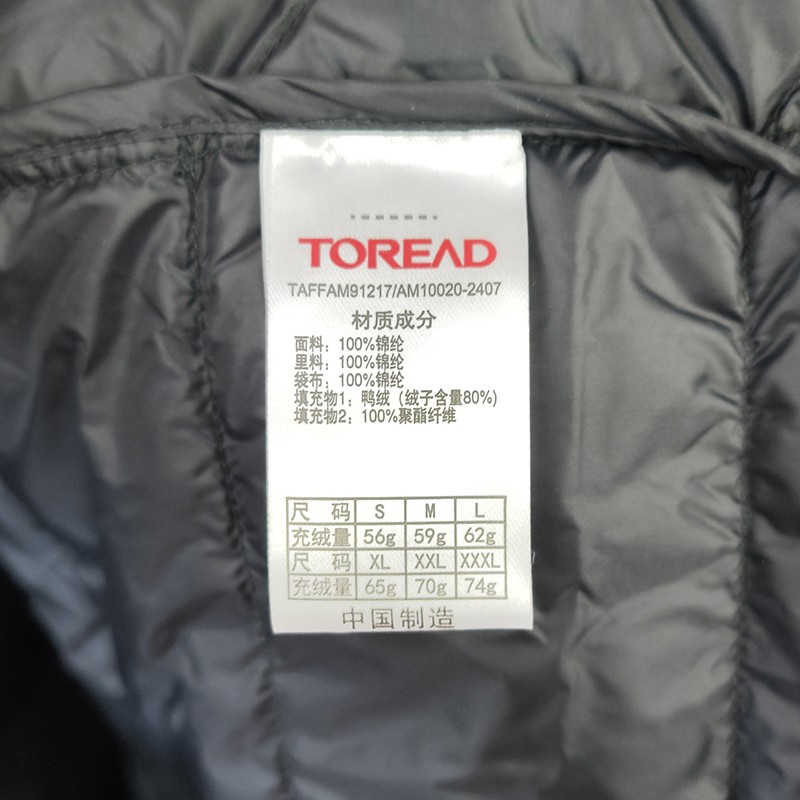 TOREAD
TAFFAM91217/AM10020-2407
材质成分
面料：100%锦纶
里料：100%锦纶
袋布：100%锦纶
填充物1：鸭绒（绒子含量80%）
填充物2：100%聚酯纤维
尺 码 S M L
充绒量 56g 59g 62g
尺 码 XL XXL XXXL
充绒量 65g 70g 74g
中国制造